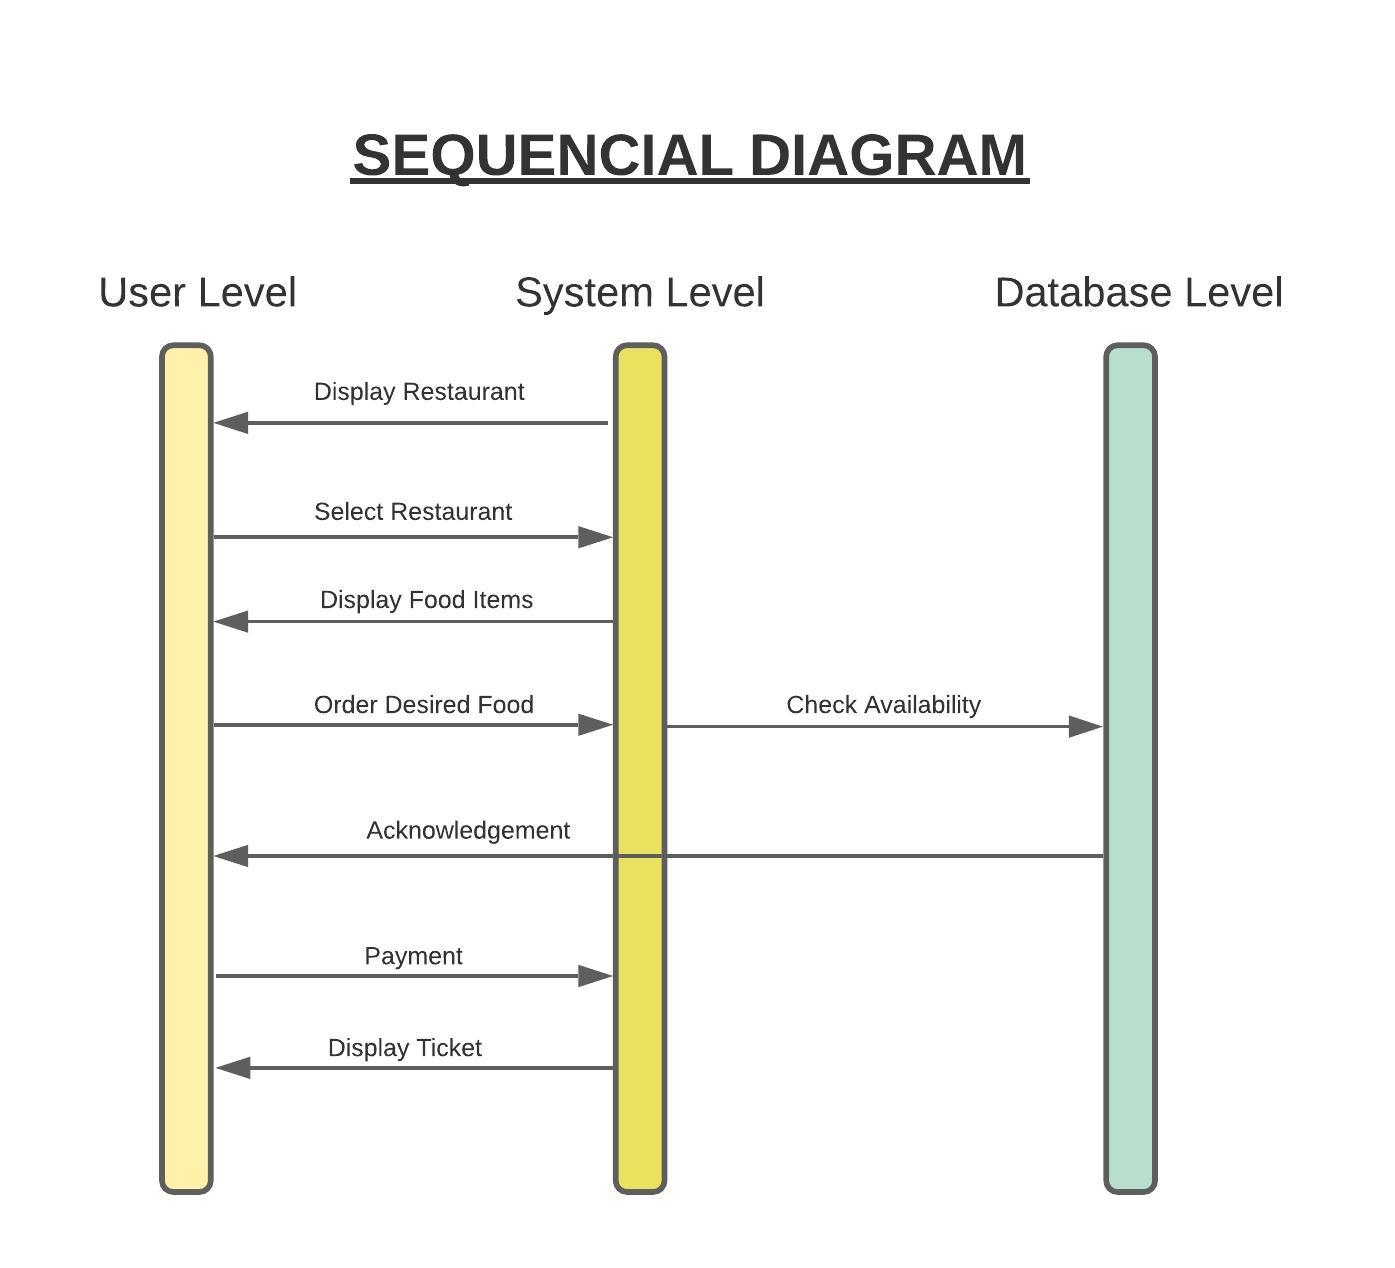 SEQUENCIAL DIAGRAM
User Level
System Level
Database Level
Display Restaurant
Select Restaurant
Display Food Items
Order Desired Food
Check Availability
Acknowledgement
Payment
Display Ticket